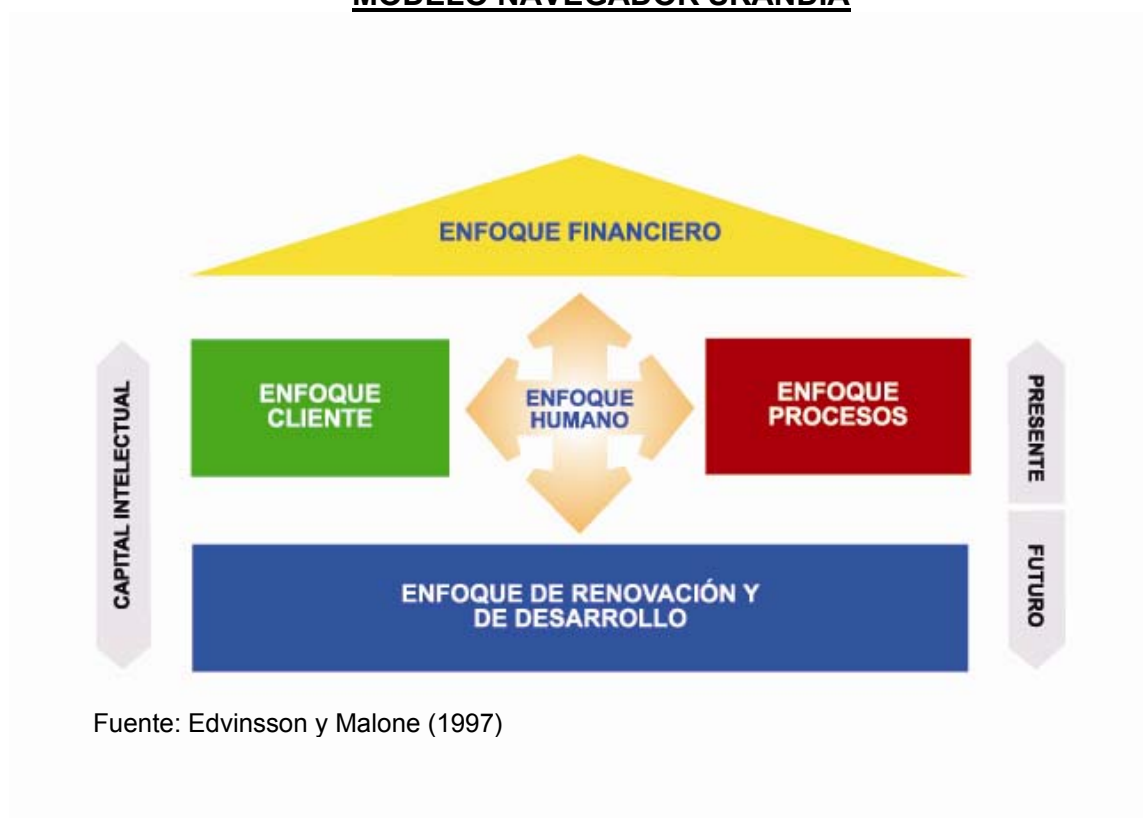 MODELO NAVEGADOR SKANDIA
ENFOQUE FINANCIERO
ENFOQUE
CLIENTE
ENFOQUE
HUMANO
ENFOQUE
PROCESOS
CAPITAL INTELECTUAL
PRESENTE
FUTURO
ENFOQUE DE RENOVACIÓN Y
DE DESARROLLO
Fuente: Edvinsson y Malone (1997)